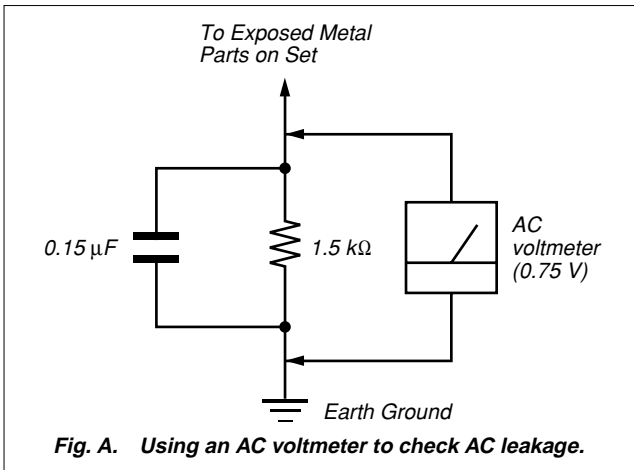 To Exposed Metal
Parts on Set
0.15 µF
1.5 kΩ
AC
voltmeter
(0.75 V)
Earth Ground
Fig. A. Using an AC voltmeter to check AC leakage.